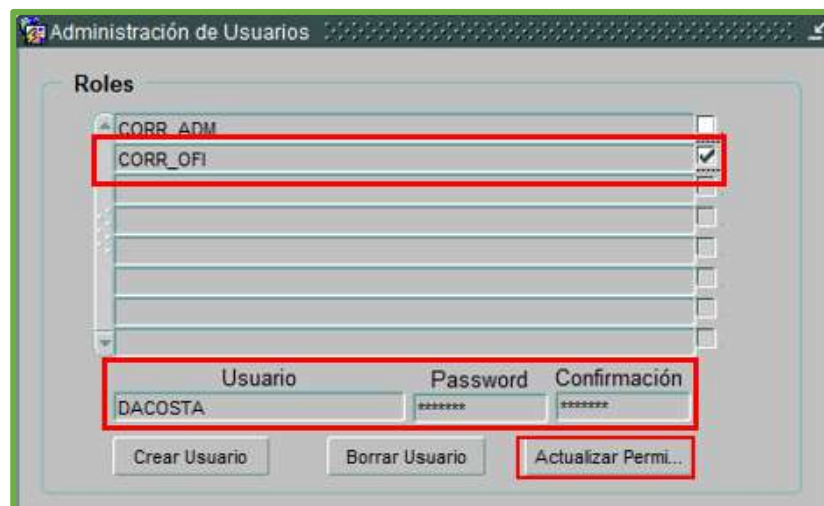 Administración de Usuarios
Roles
CORR_ADM
CORR_OFI
Usuario Password Confirmación
DACOSTA ******* *******
Crear Usuario Borrar Usuario Actualizar Permi...